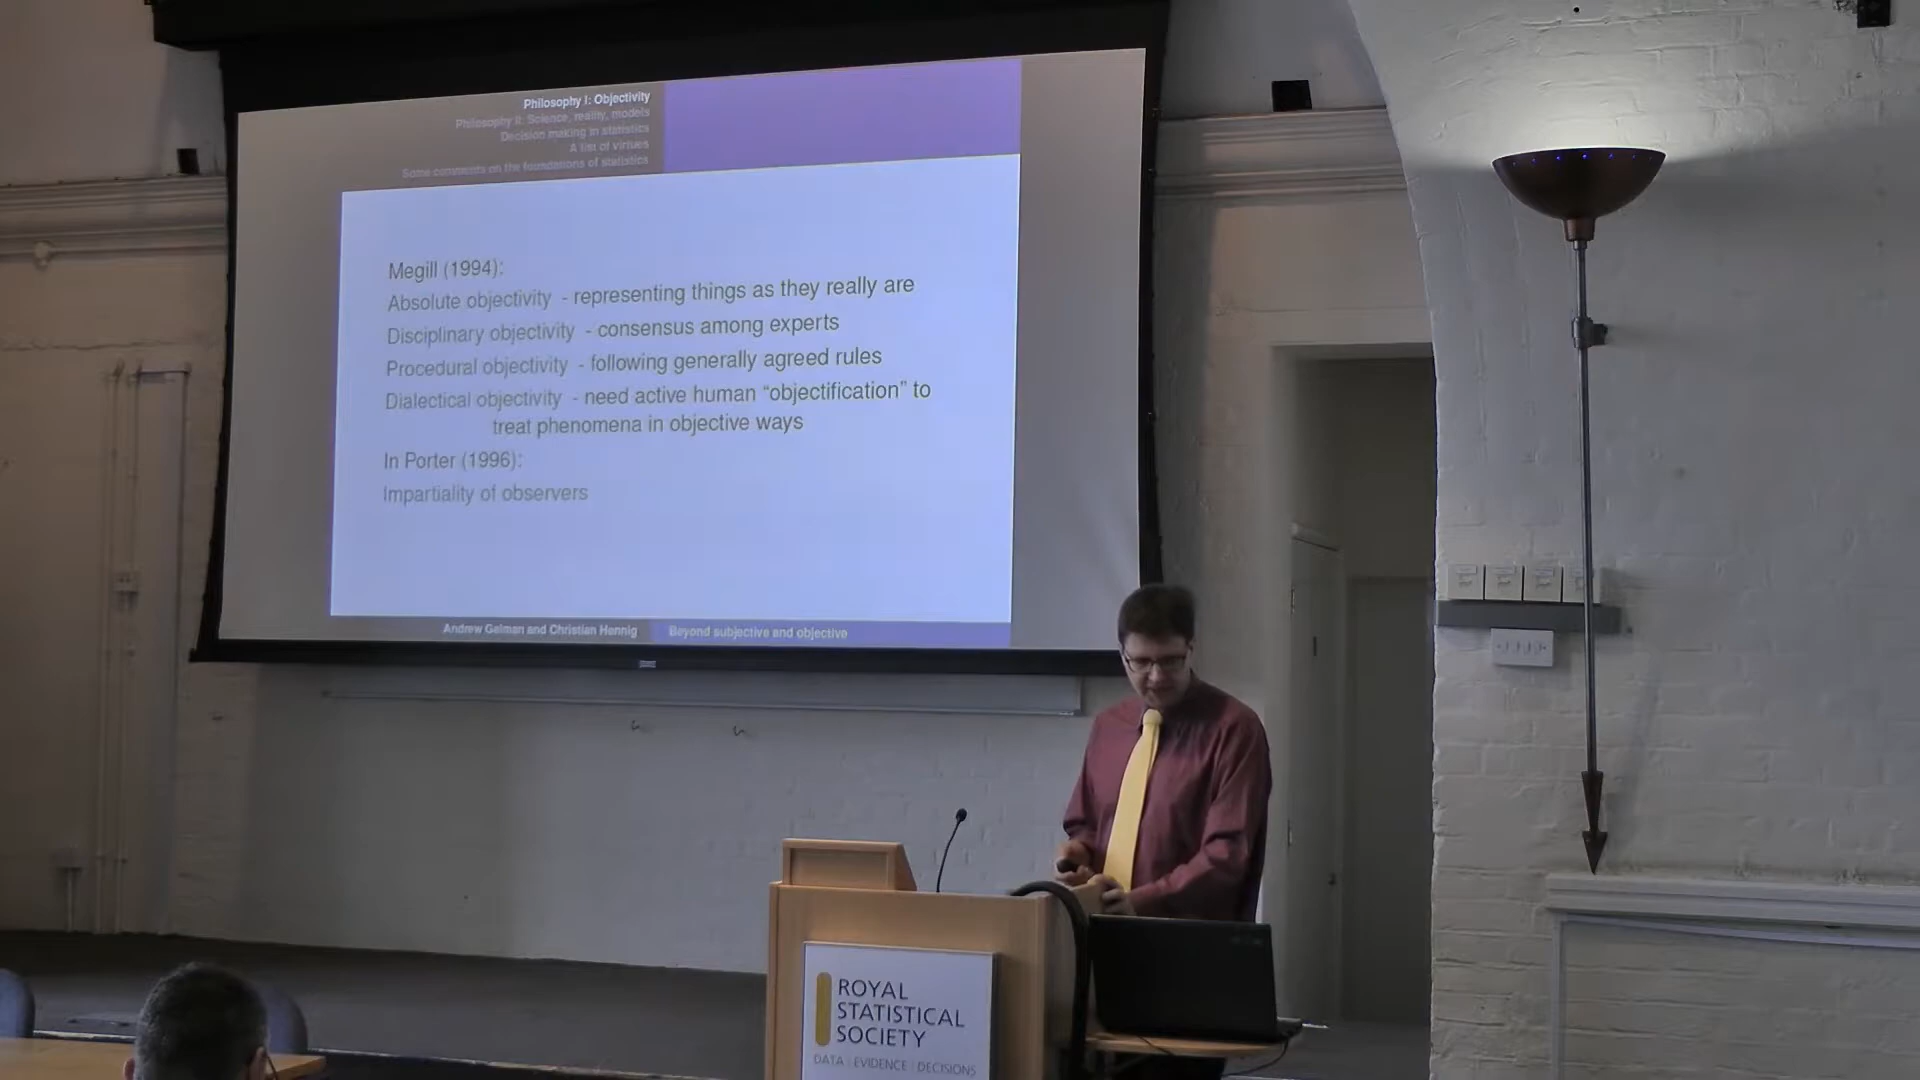 Philosophy I: Objectivity
Philosophy II: Science, reality, models
Decision making in statistics
A list of virtues
Some comments on the foundations of statistics
Megill (1994):
Absolute objectivity - representing things as they really are
Disciplinary objectivity - consensus among experts
Procedural objectivity - following generally agreed rules
Dialectical objectivity - need active human “objectification” to
treat phenomena in objective ways
In Porter (1996):
Impartiality of observers
Andrew Gelman and Christian Hennig
Beyond subjective and objective
ROYAL
STATISTICAL
SOCIETY
DATA | EVIDENCE | DECISIONS